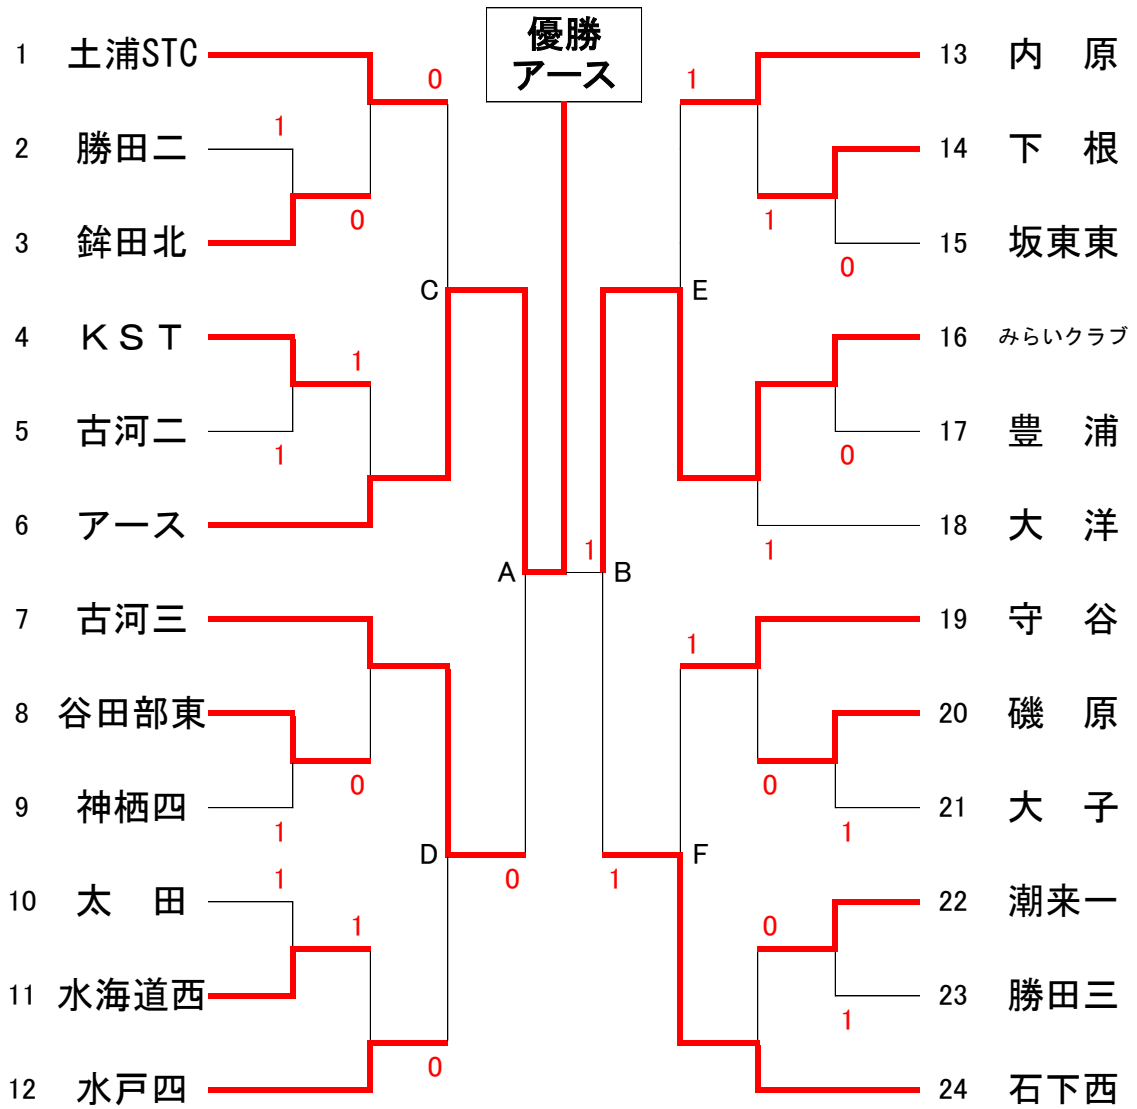 優勝
アース
1 土浦STC
0
1
2 勝田二
0
3 鉾田北
C
4 KST
1
5 古河二
1
6 アース
A
7 古河三
8 谷田部東
0
9 神栖四
1
D
0
1
10 太 田
1
11 水海道西
0
12 水戸四
1
13 内 原
14 下 根
1
15 坂東東
0
E
16 みらいクラブ
17 豊 浦
0
18 大 洋
1
1
B
19 守 谷
1
20 磯 原
0
21 大 子
1
F
1
22 潮来一
0
23 勝田三
1
24 石下西